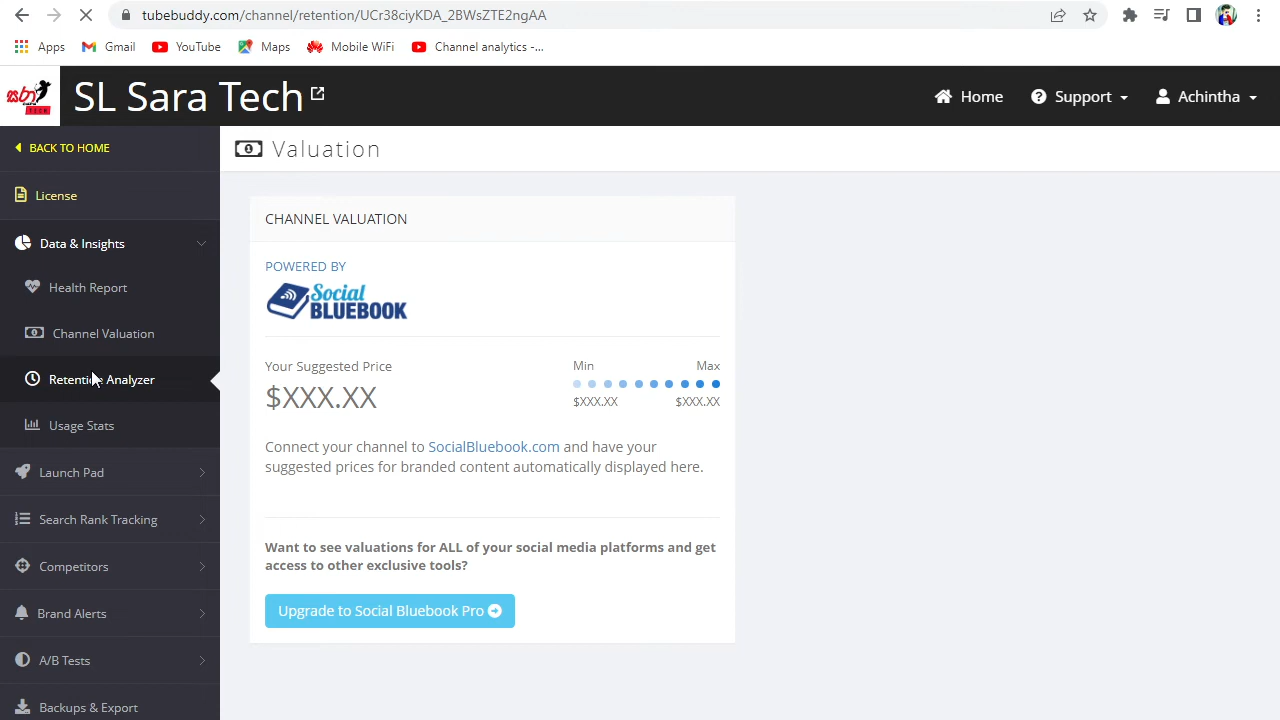 tubebuddy.com/channel/retention/UCr38ciyKDA_2BWsZTE2ngAA
Apps Gmail YouTube Maps Mobile WiFi Channel analytics -...
සරා TECH SL Sara Tech Home Support Achintha
BACK TO HOME
Valuation
License
CHANNEL VALUATION
Data & Insights
POWERED BY
Health Report
Social
BLUEBOOK
Channel Valuation
Your Suggested Price Min Max
Retention Analyzer
$XXX.XX $XXX.XX $XXX.XX
Usage Stats
Connect your channel to SocialBluebook.com and have your
suggested prices for branded content automatically displayed here.
Launch Pad
Search Rank Tracking
Want to see valuations for ALL of your social media platforms and get
access to other exclusive tools?
Competitors
Upgrade to Social Bluebook Pro
Brand Alerts
A/B Tests
Backups & Export